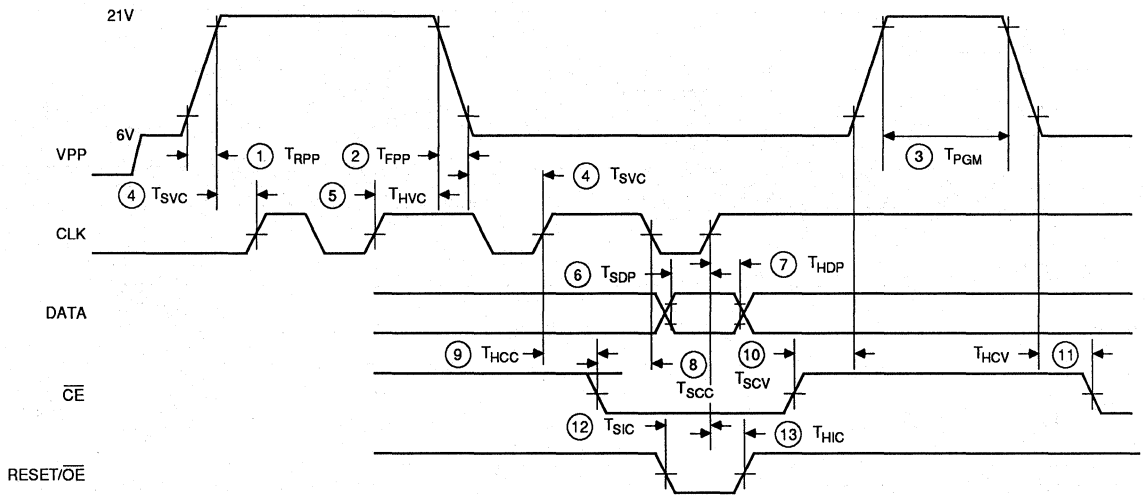 21V
6V
VPP
1 TRPP
2 TFPP
3 TPGM
4 TSVC
5 THVC
4 TSVC
CLK
6 TSDP
7 THDP
DATA
9 THCC
8 TSCC
10 TSCV
THCV 11
CE
12 TSIC
13 THIC
RESET/OE